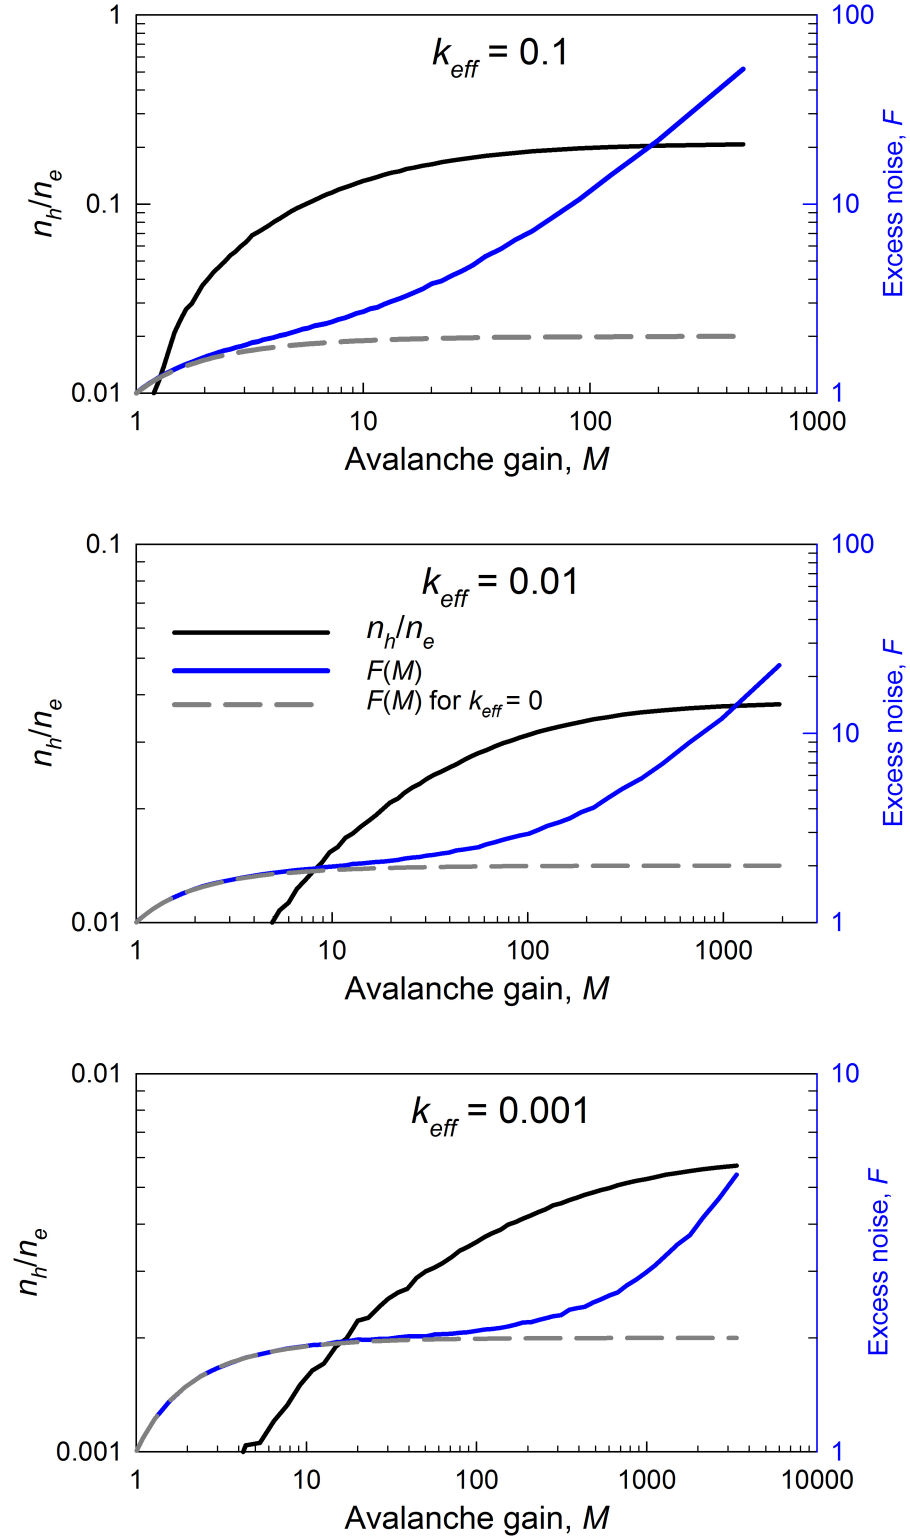 1
0.1
0.01
n_h/n_e
k_eff = 0.1
100
10
1
Excess noise, F
1
10
100
1000
Avalanche gain, M
0.1
0.01
n_h/n_e
k_eff = 0.01
n_h/n_e
F(M)
F(M) for k_eff = 0
100
10
1
Excess noise, F
1
10
100
1000
Avalanche gain, M
0.01
0.001
n_h/n_e
k_eff = 0.001
10
1
Excess noise, F
1
10
100
1000
10000
Avalanche gain, M